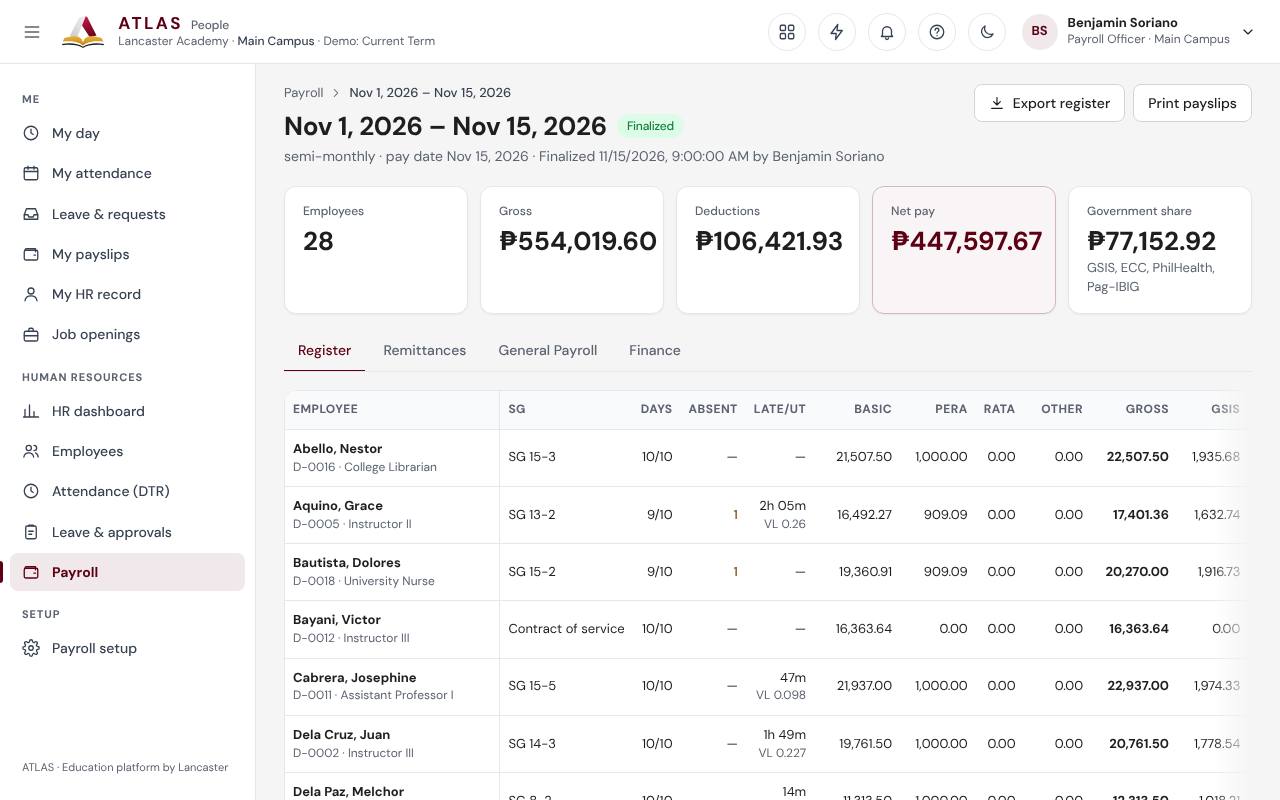 ATLAS People
Lancaster Academy · Main Campus · Demo: Current Term
BS
Benjamin Soriano
Payroll Officer · Main Campus
ME
My day
My attendance
Leave & requests
My payslips
My HR record
Job openings
HUMAN RESOURCES
HR dashboard
Employees
Attendance (DTR)
Leave & approvals
Payroll
SETUP
Payroll setup
ATLAS · Education platform by Lancaster
Payroll > Nov 1, 2026 – Nov 15, 2026
Nov 1, 2026 – Nov 15, 2026 Finalized
semi-monthly · pay date Nov 15, 2026 · Finalized 11/15/2026, 9:00:00 AM by Benjamin Soriano
Export register
Print payslips
Employees
28
Gross
₱554,019.60
Deductions
₱106,421.93
Net pay
₱447,597.67
Government share
₱77,152.92
GSIS, ECC, PhilHealth,
Pag-IBIG
Register Remittances General Payroll Finance
EMPLOYEE SG DAYS ABSENT LATE/UT BASIC PERA RATA OTHER GROSS GSIS
Abello, Nestor
D-0016 · College Librarian
SG 15-3 10/10 — — 21,507.50 1,000.00 0.00 0.00 22,507.50 1,935.68
Aquino, Grace
D-0005 · Instructor II
SG 13-2 9/10 1 2h 05m 16,492.27 909.09 0.00 0.00 17,401.36 1,632.74
VL 0.26
Bautista, Dolores
D-0018 · University Nurse
SG 15-2 9/10 1 — 19,360.91 909.09 0.00 0.00 20,270.00 1,916.73
Bayani, Victor
D-0012 · Instructor III
Contract of service 10/10 — — 16,363.64 0.00 0.00 0.00 16,363.64 0.00
Cabrera, Josephine
D-0011 · Assistant Professor I
SG 15-5 10/10 — 47m 21,937.00 1,000.00 0.00 0.00 22,937.00 1,974.33
VL 0.098
Dela Cruz, Juan
D-0002 · Instructor III
SG 14-3 10/10 — 1h 49m 19,761.50 1,000.00 0.00 0.00 20,761.50 1,778.54
VL 0.227
Dela Paz, Melchor
14m